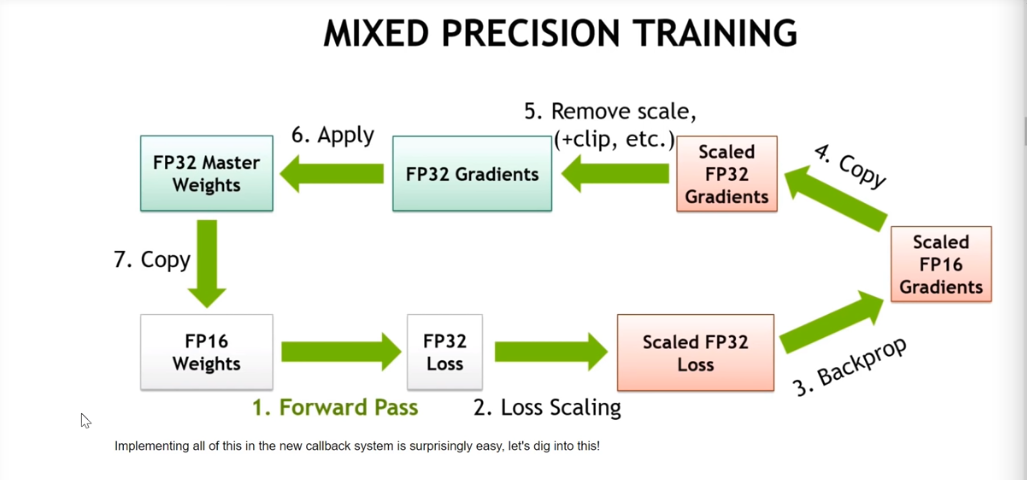 MIXED PRECISION TRAINING
5. Remove scale,
(+clip, etc.)
6. Apply
4. Copy
FP32 Master
Weights
FP32 Gradients
Scaled
FP32
Gradients
Scaled
FP16
Gradients
7. Copy
FP16
Weights
FP32
Loss
Scaled FP32
Loss
3. Backprop
1. Forward Pass
2. Loss Scaling
Implementing all of this in the new callback system is surprisingly easy, let's dig into this!